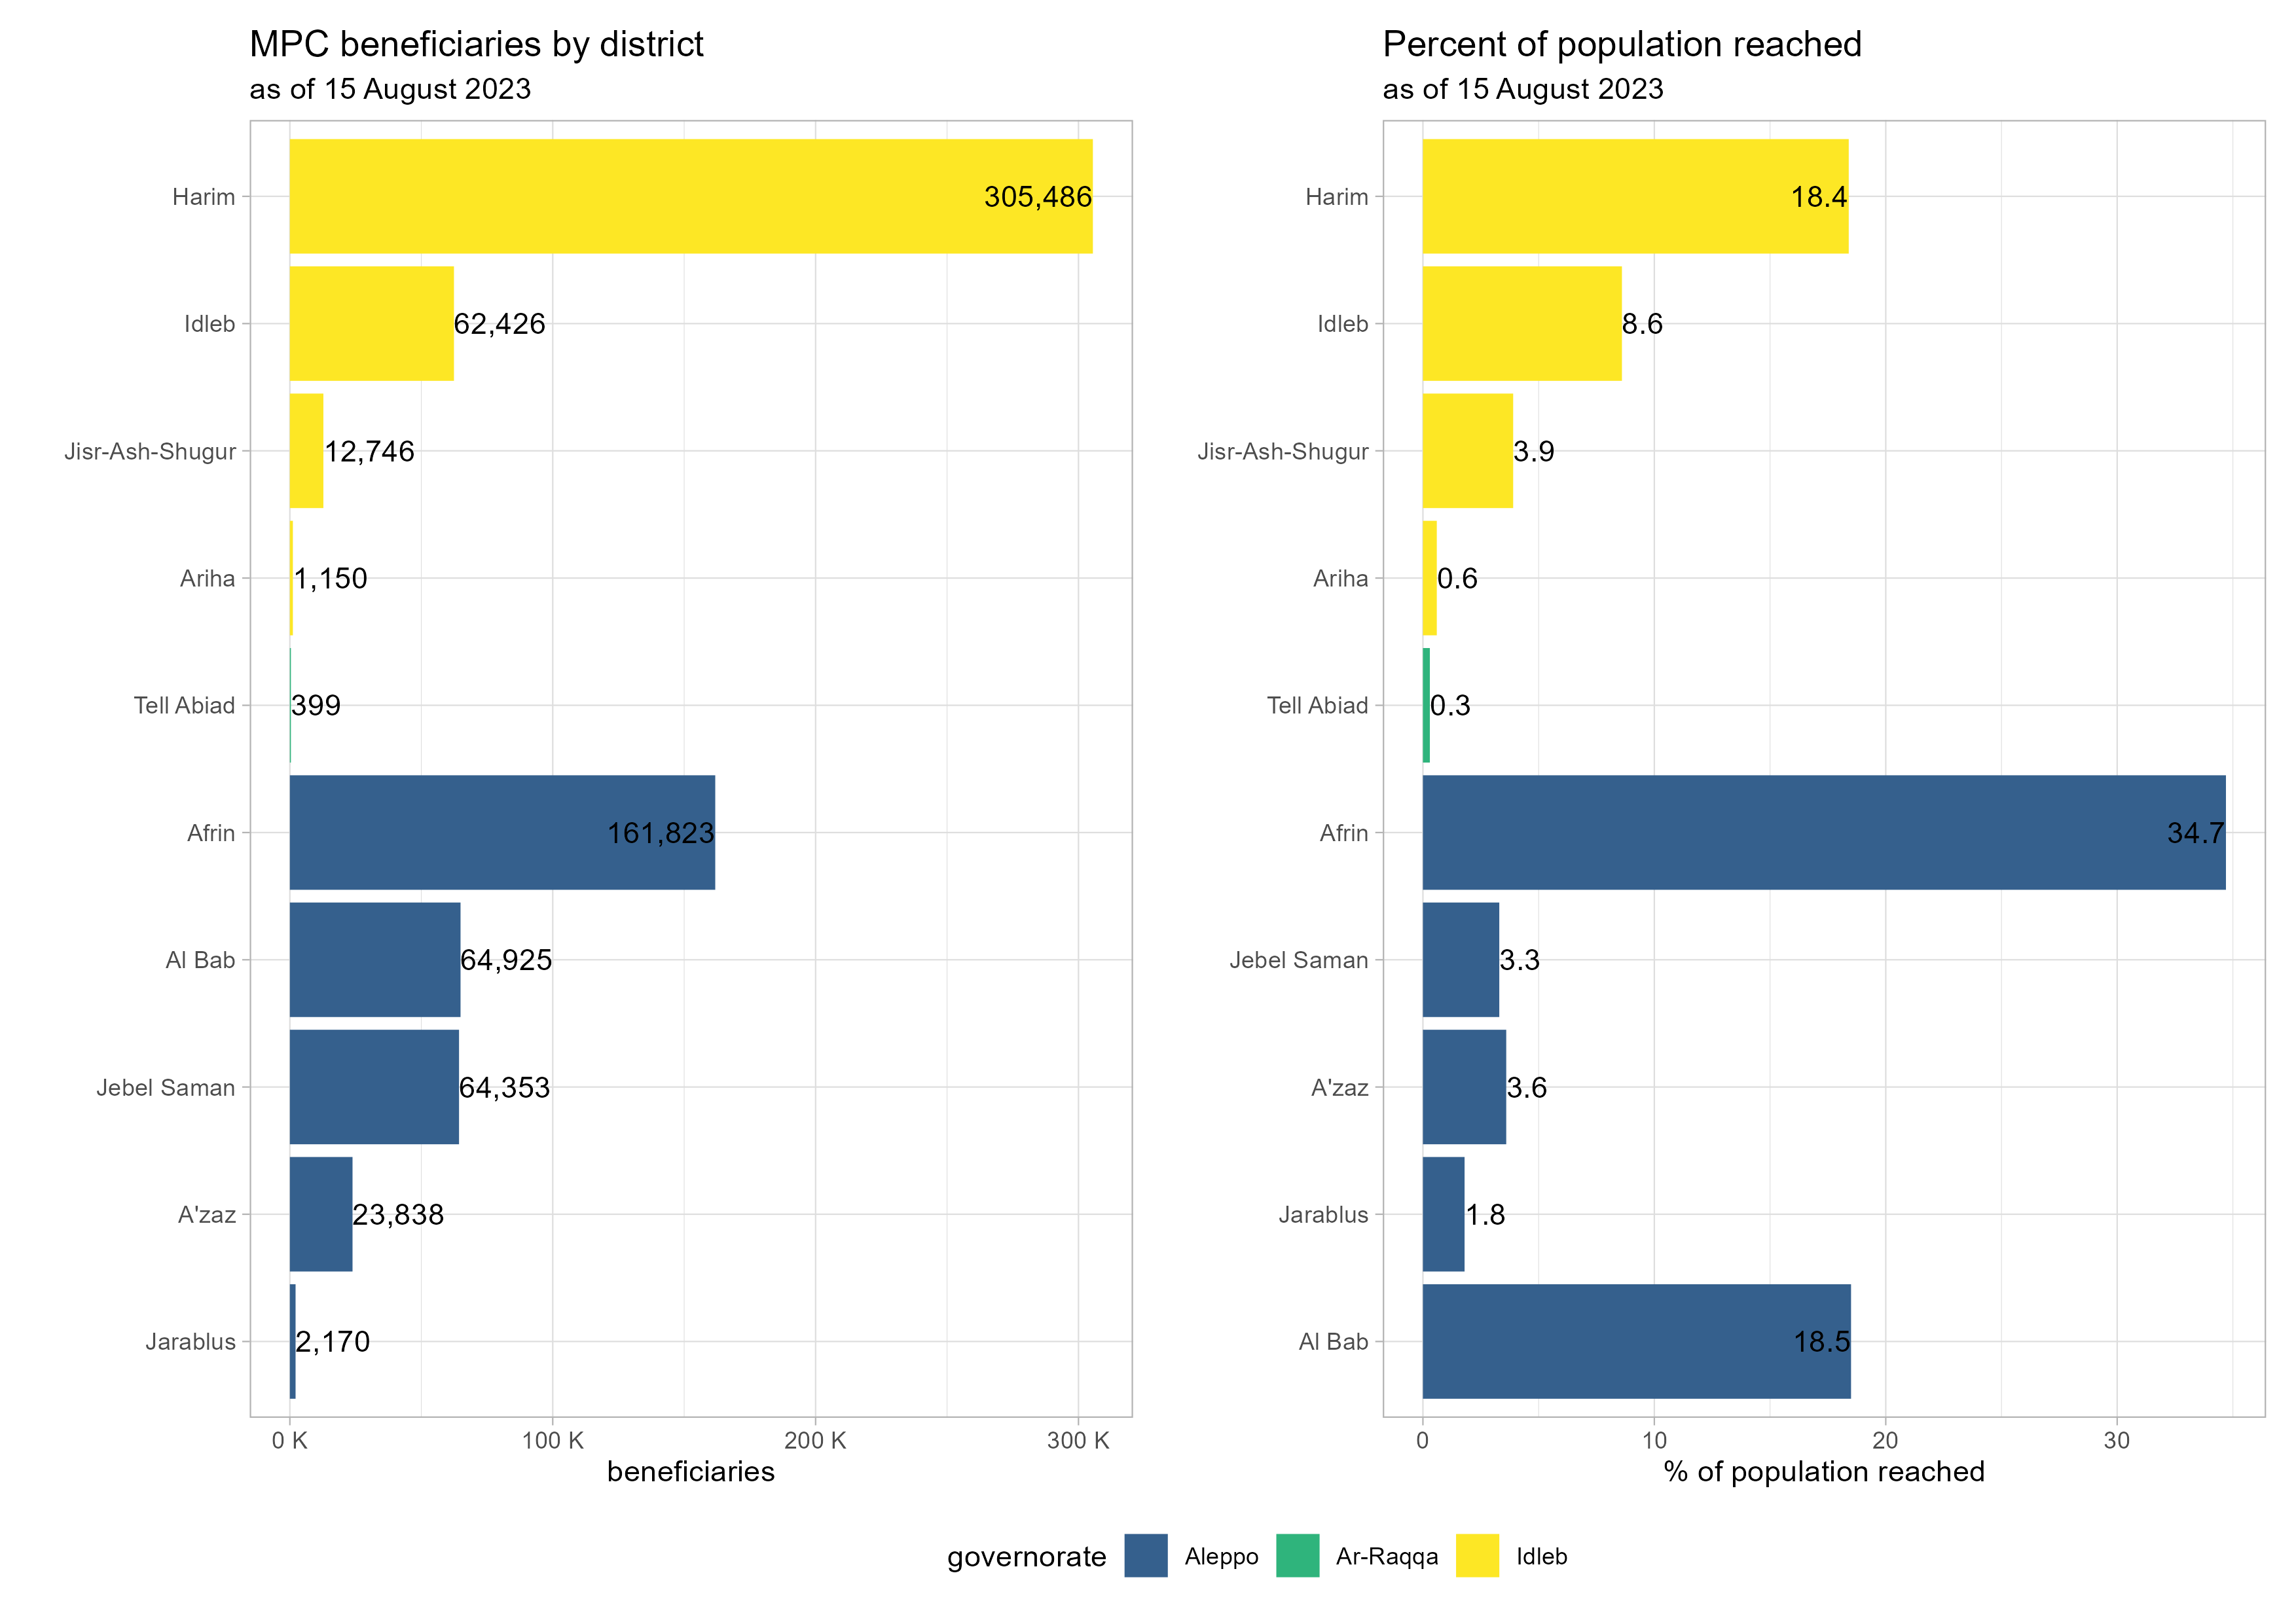 MPC beneficiaries by district
as of 15 August 2023
Harim 305,486
Idleb 62,426
Jisr-Ash-Shugur 12,746
Ariha 1,150
Tell Abiad 399
Afrin 161,823
Al Bab 64,925
Jebel Saman 64,353
A'zaz 23,838
Jarablus 2,170
0 K 100 K 200 K 300 K
beneficiaries
Percent of population reached
as of 15 August 2023
Harim 18.4
Idleb 8.6
Jisr-Ash-Shugur 3.9
Ariha 0.6
Tell Abiad 0.3
Afrin 34.7
Jebel Saman 3.3
A'zaz 3.6
Jarablus 1.8
Al Bab 18.5
0 10 20 30
% of population reached
governorate Aleppo Ar-Raqqa Idleb